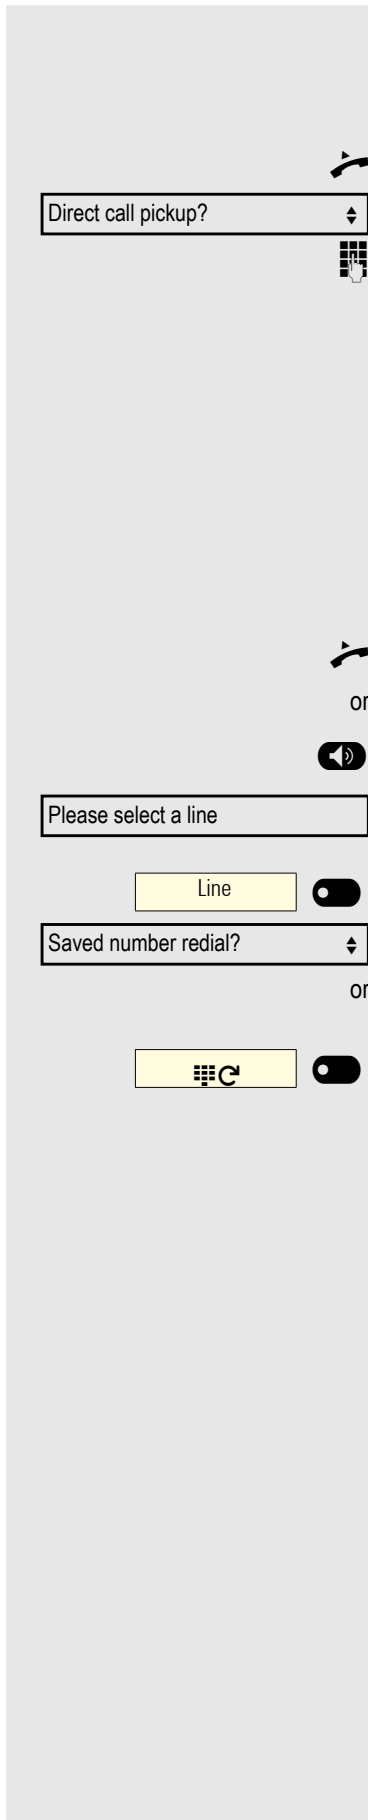 Direct call pickup?
or
Please select a line
Line
Saved number redial?
or